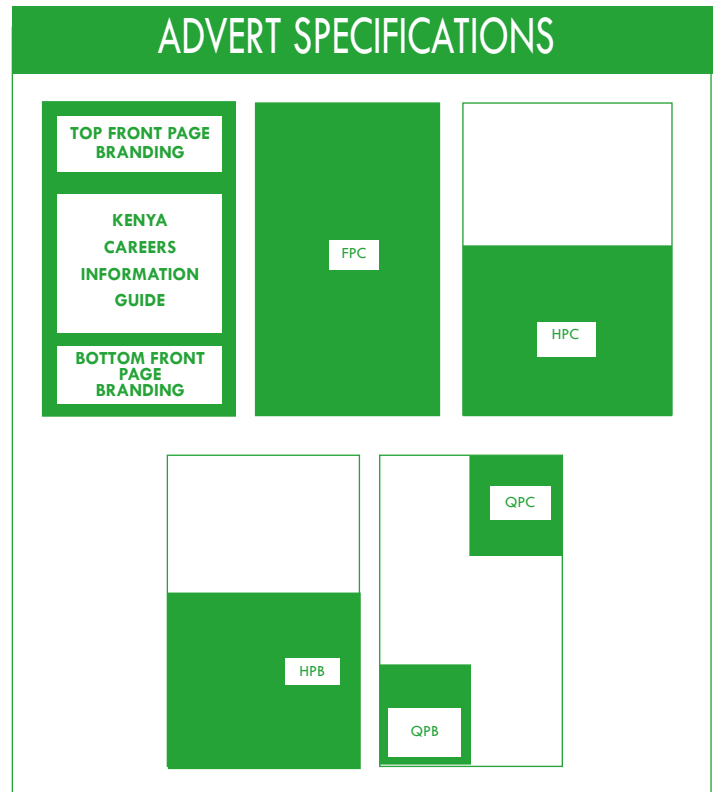 ADVERT SPECIFICATIONS
TOP FRONT PAGE
BRANDING
KENYA
CAREERS
INFORMATION
GUIDE
BOTTOM FRONT
PAGE
BRANDING
FPC
HPC
HPB
QPC
QPB